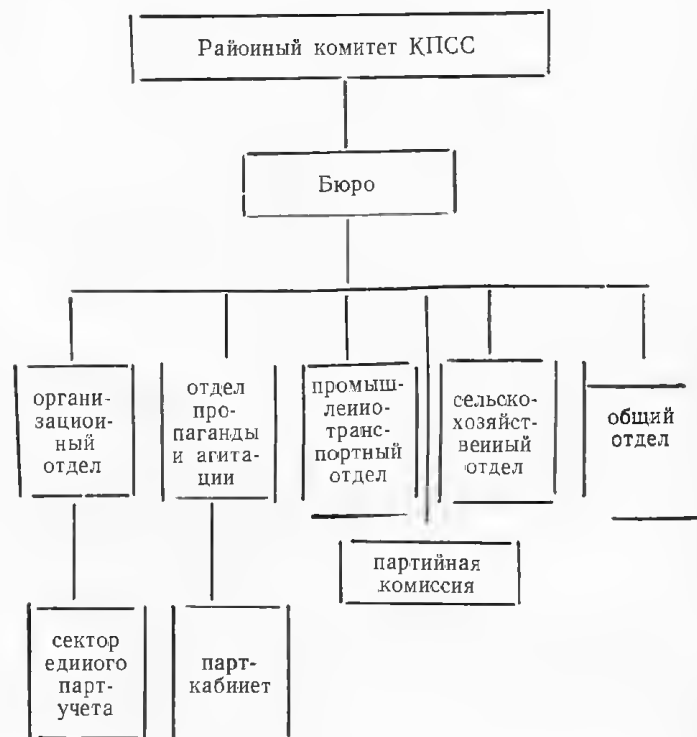 Районный комитет КПСС
Бюро
органи-
зацион-
ный
отдел
отдел
про-
паганды
и агита-
ции
промыш-
ленно-
транс-
портный
отдел
сельско-
хозяйст-
венный
отдел
общий
отдел
партийная
комиссия
сектор
единого
парт-
учета
парт-
кабинет